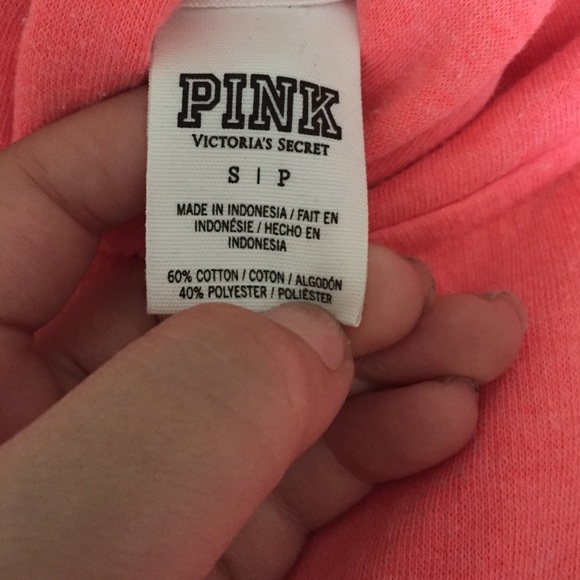 PINK
VICTORIA'S SECRET
S | P
MADE IN INDONESIA / FAIT EN
INDONÉSIE / HECHO EN
INDONESIA
60% COTTON / COTON / ALGODÓN
40% POLYESTER / POLIÉSTER